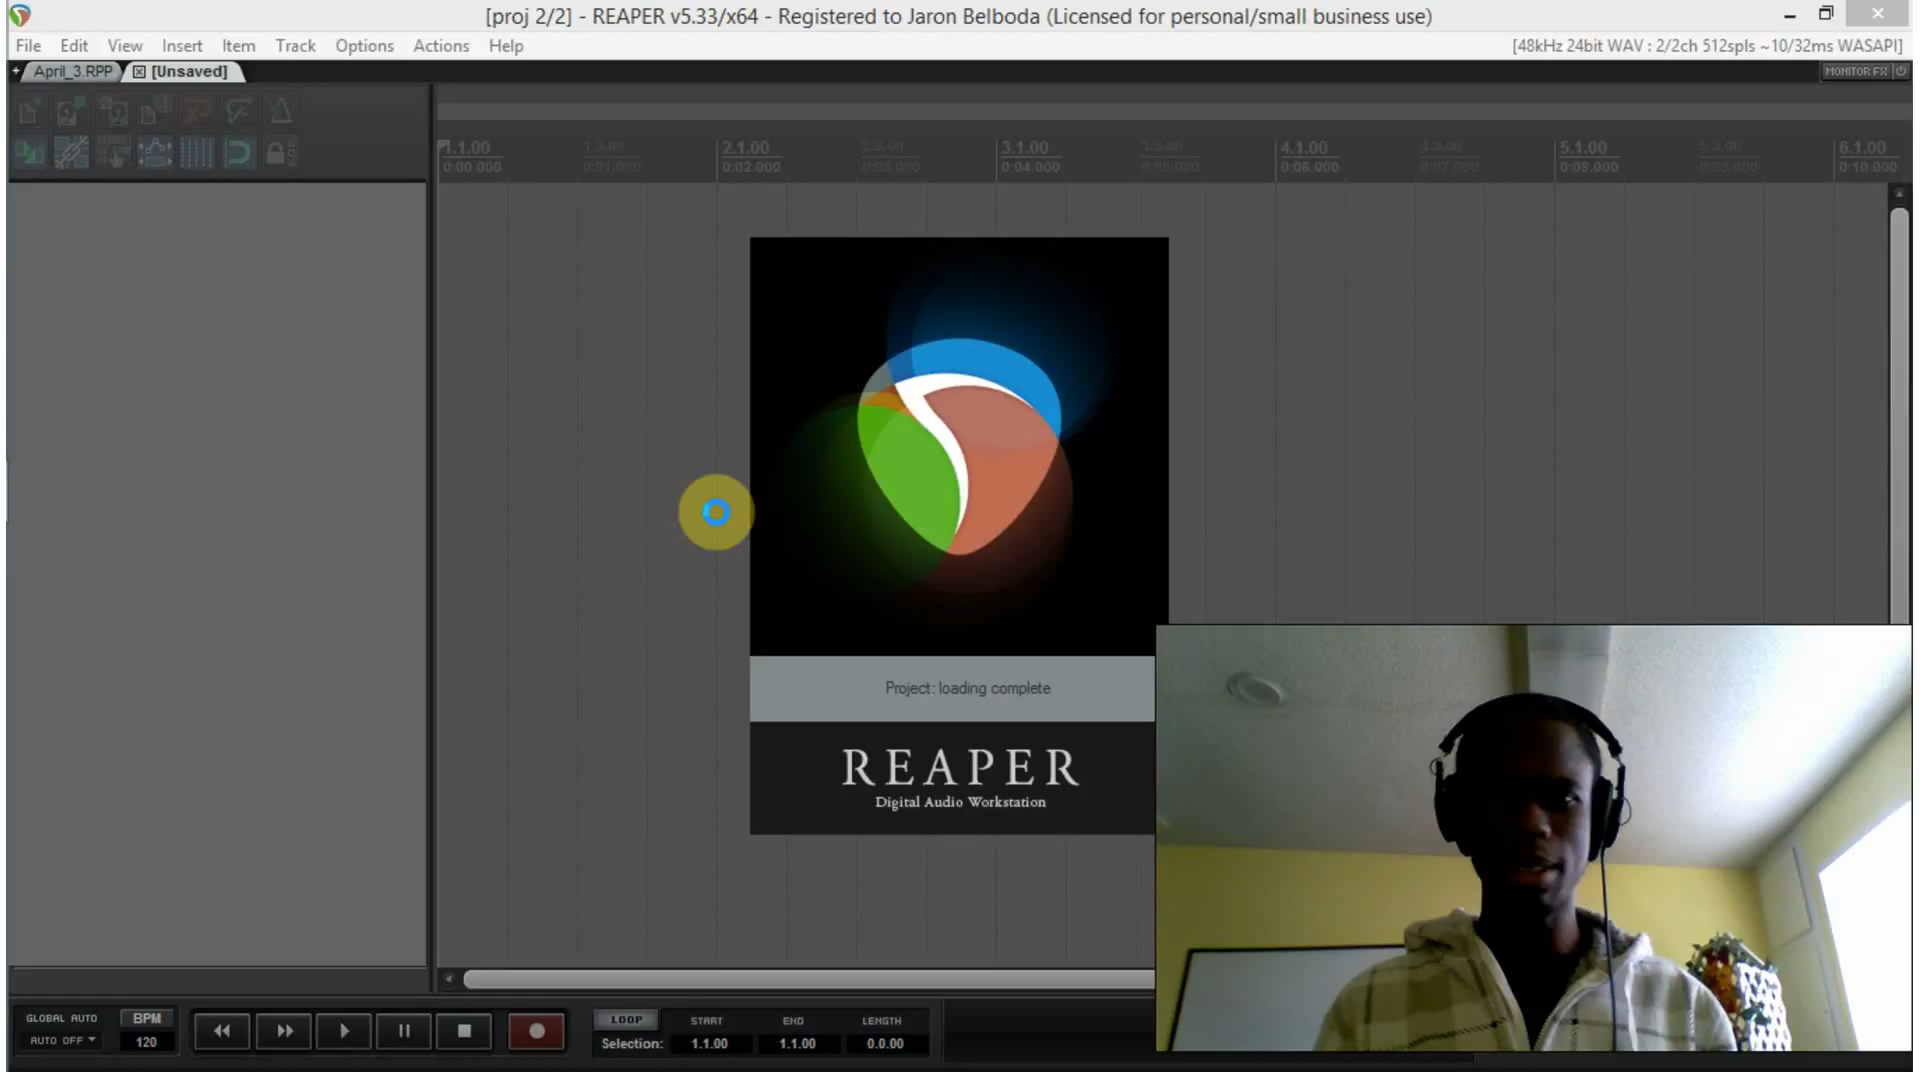 [proj 2/2] - REAPER v5.33/x64 - Registered to Jaron Belboda (Licensed for personal/small business use)
File Edit View Insert Item Track Options Actions Help [48kHz 24bit WAV : 2/2ch 512spls ~10/32ms WASAPI]
+ April_3.RPP [Unsaved] MONITOR FX
1.1.00 2.1.00 3.1.00 4.1.00 5.1.00 6.1.00
0:00.000 0:02.000 0:04.000 0:06.000 0:08.000 0:10.000
Project: loading complete
REAPER
Digital Audio Workstation
GLOBAL AUTO BPM LOOP START END LENGTH
AUTO OFF 120 Selection: 1.1.00 1.1.00 0.0.00